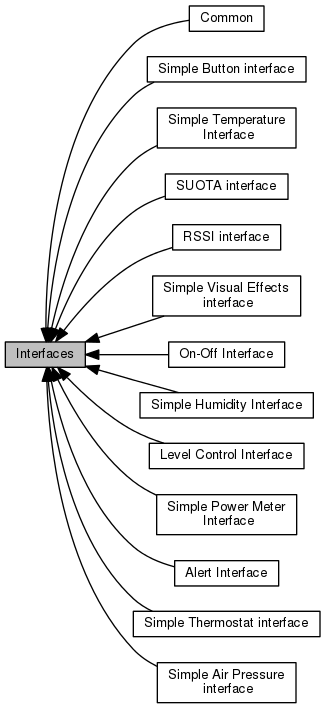 Common
Simple Button interface
Simple Temperature
Interface
SUOTA interface
RSSI interface
Simple Visual Effects
interface
Interfaces
On-Off Interface
Simple Humidity Interface
Level Control Interface
Simple Power Meter
Interface
Alert Interface
Simple Thermostat interface
Simple Air Pressure
interface